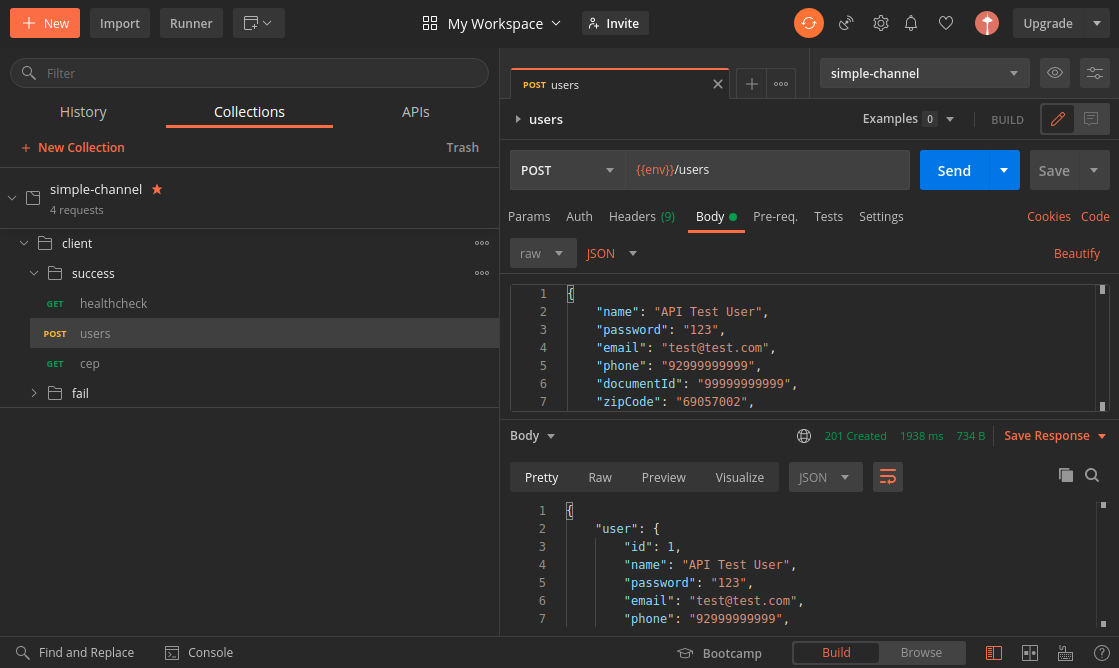 New Import Runner My Workspace Invite Upgrade
Filter
History Collections APIs
New Collection Trash
simple-channel
4 requests
client
success
GET healthcheck
POST users
GET cep
fail
POST users
simple-channel
users Examples 0 BUILD
POST {{env}}/users Send Save
Params Auth Headers (9) Body Pre-req. Tests Settings Cookies Code
raw JSON Beautify
1 {
2 "name": "API Test User",
3 "password": "123",
4 "email": "test@test.com",
5 "phone": "92999999999",
6 "documentId": "99999999999",
7 "zipCode": "69057002",
Body 201 Created 1938 ms 734 B Save Response
Pretty Raw Preview Visualize JSON
1 {
2 "user": {
3 "id": 1,
4 "name": "API Test User",
5 "password": "123",
6 "email": "test@test.com",
7 "phone": "92999999999",
Find and Replace Console Bootcamp Build Browse